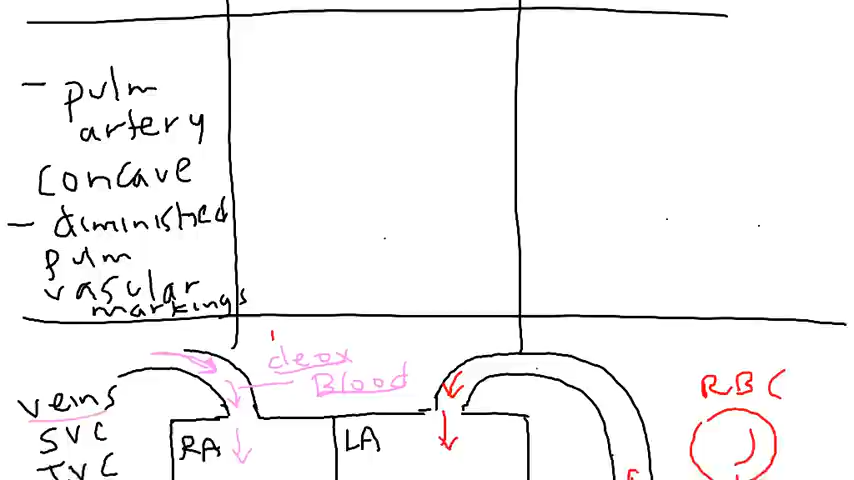 - pulm
artery
concave
- diminished
pulm
vascular
markings
deox
Blood
veins
SVC
IVC
RA
LA
RBC